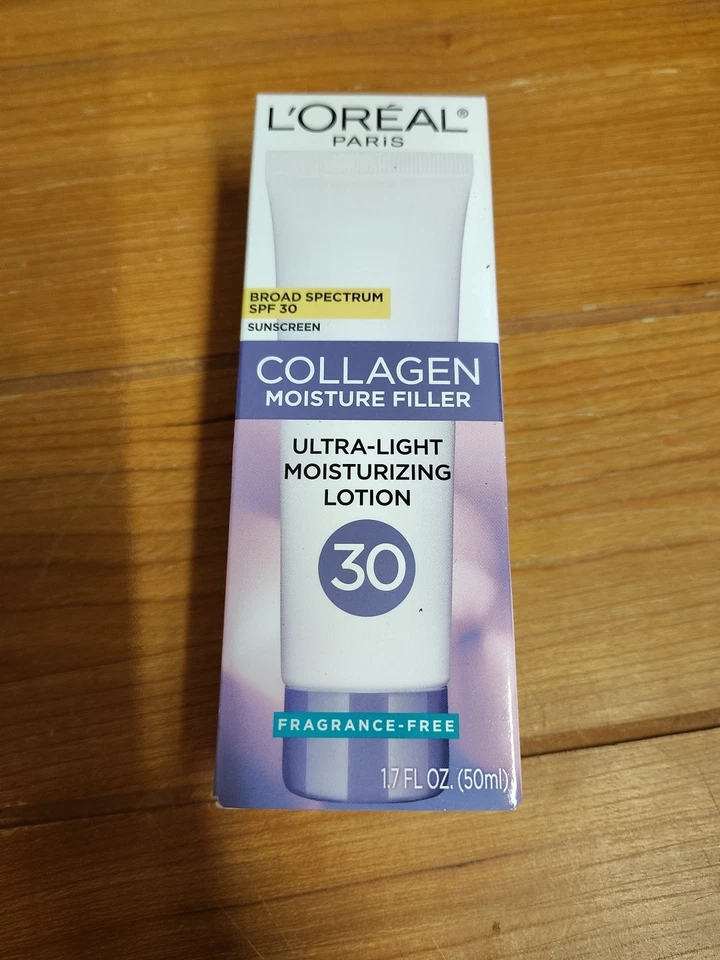 L'ORÉAL®
PARiS
BROAD SPECTRUM
SPF 30
SUNSCREEN
COLLAGEN
MOISTURE FILLER
ULTRA-LIGHT
MOISTURIZING
LOTION
30
FRAGRANCE-FREE
1.7 FL OZ. (50ml)